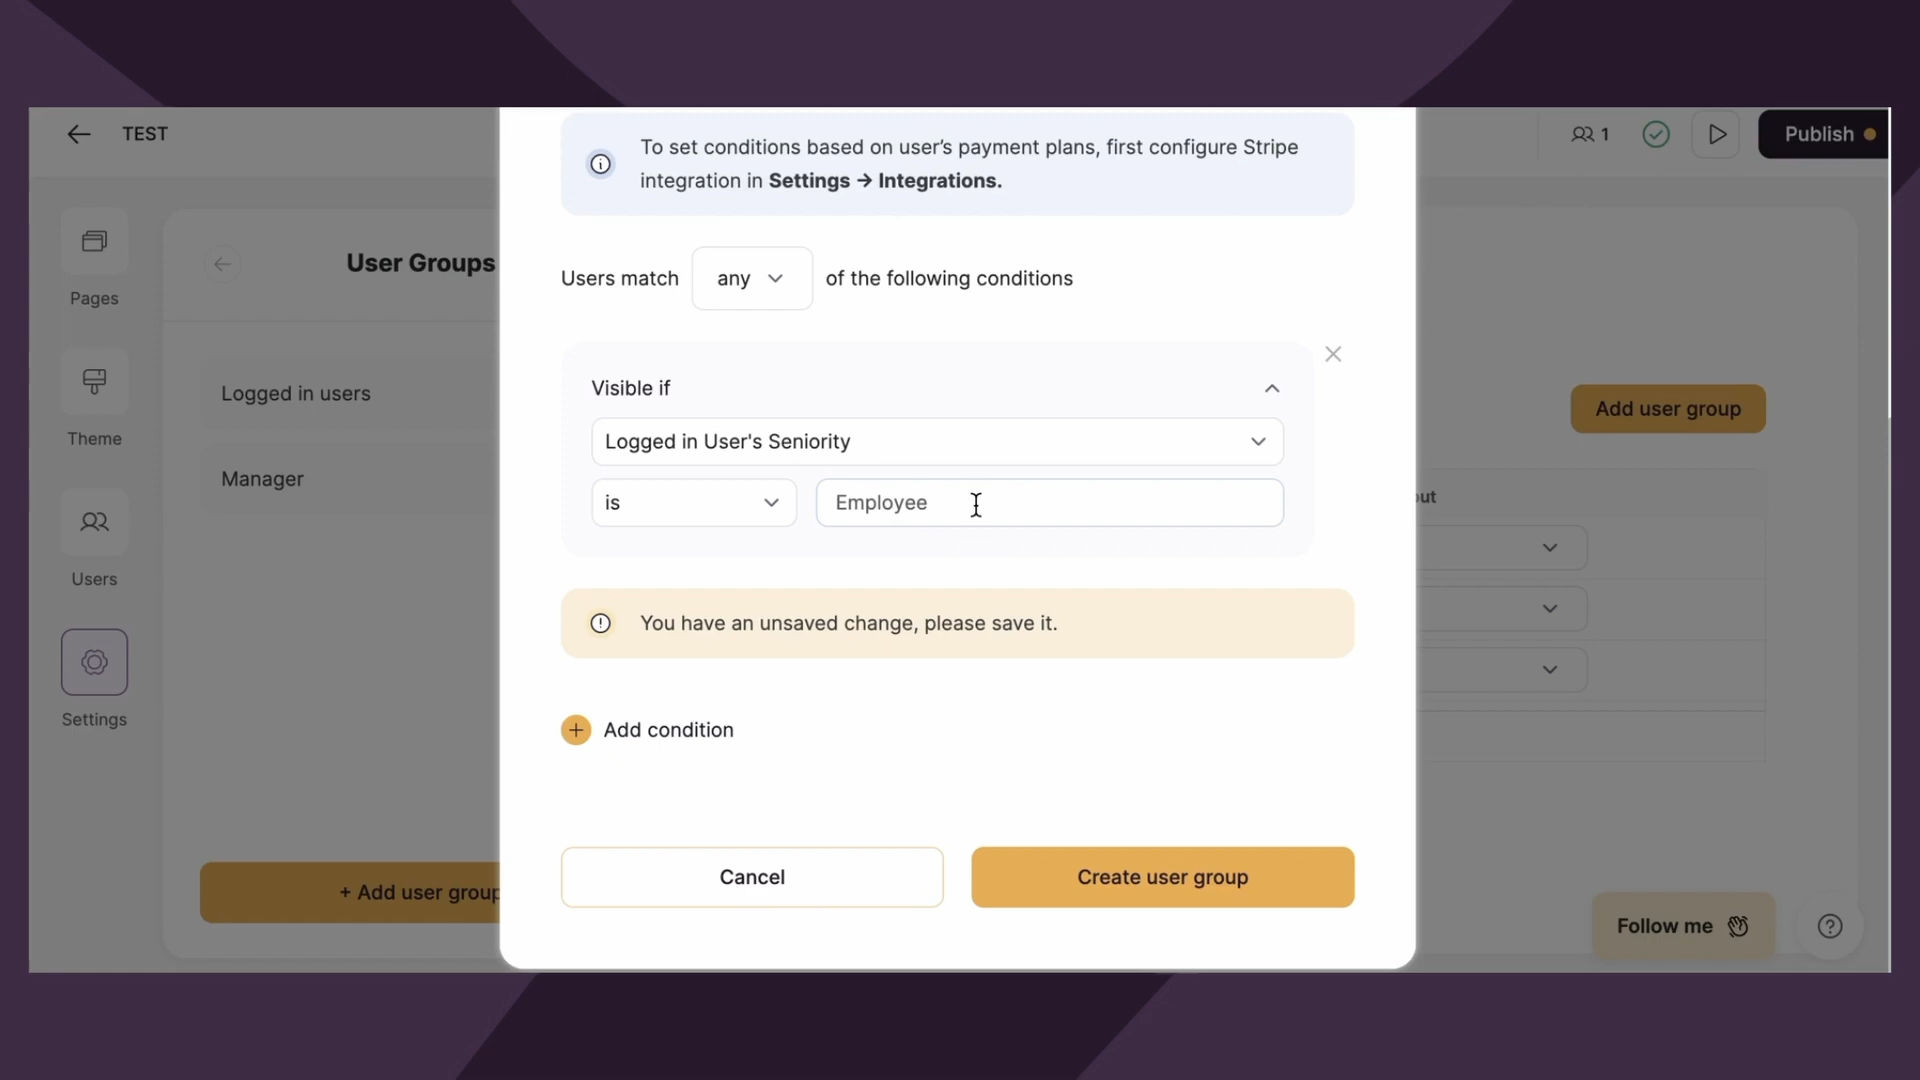 TEST
1
Publish
To set conditions based on user's payment plans, first configure Stripe
integration in Settings → Integrations.
Pages
User Groups
Users match any of the following conditions
Logged in users
Visible if
Theme
Add user group
Logged in User's Seniority
Manager
is
Employee
ut
Users
You have an unsaved change, please save it.
Settings
Add condition
Cancel
Create user group
+ Add user group
Follow me